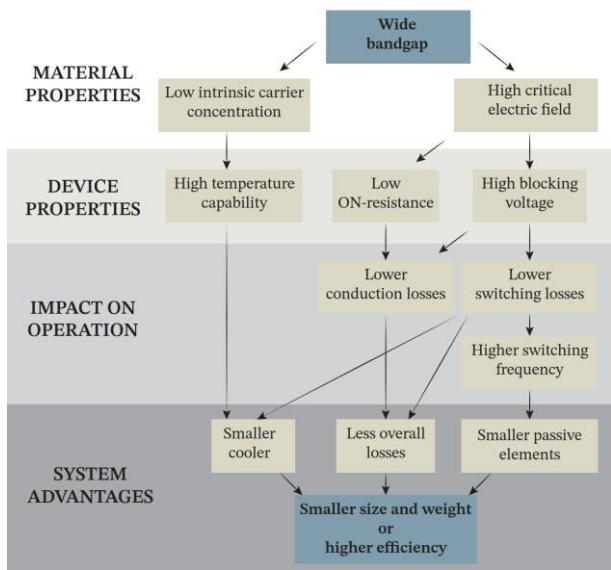 Wide
bandgap
MATERIAL
PROPERTIES
Low intrinsic carrier
concentration
High critical
electric field
DEVICE
PROPERTIES
High temperature
capability
Low
ON-resistance
High blocking
voltage
IMPACT ON
OPERATION
Lower
conduction losses
Lower
switching losses
Higher switching
frequency
SYSTEM
ADVANTAGES
Smaller
cooler
Less overall
losses
Smaller passive
elements
Smaller size and weight
or
higher efficiency